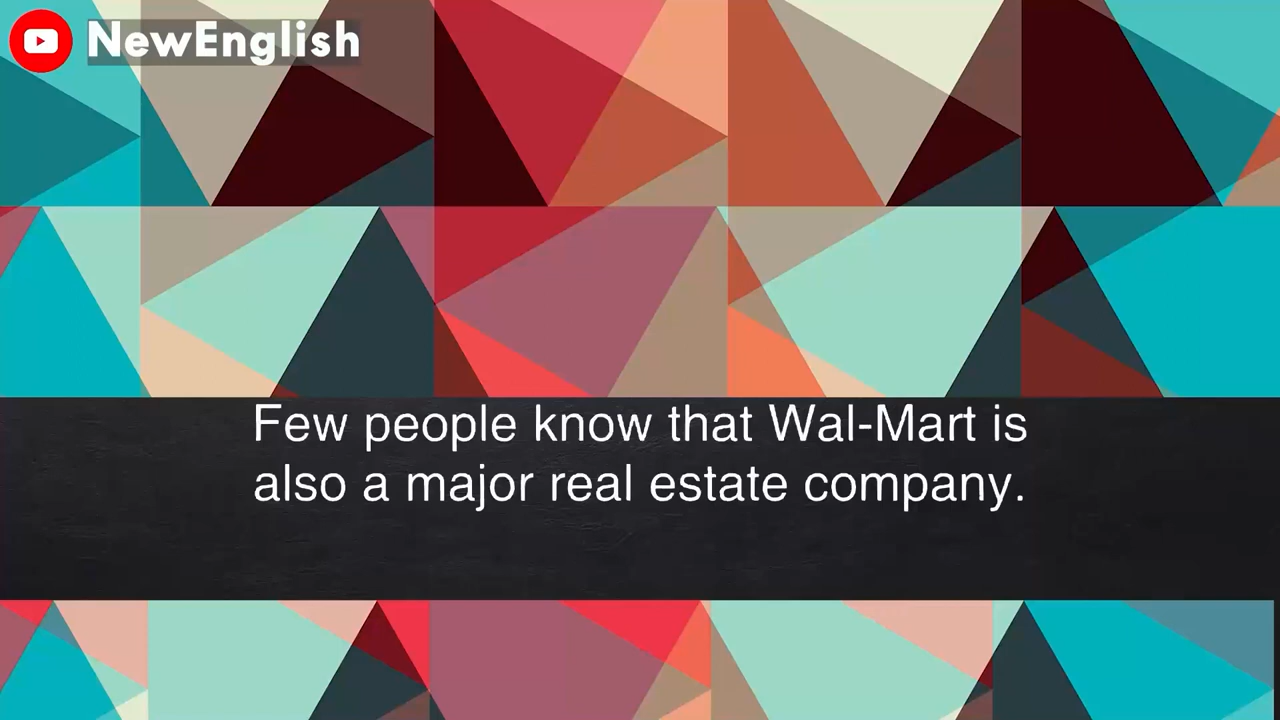 NewEnglish
Few people know that Wal-Mart is
also a major real estate company.